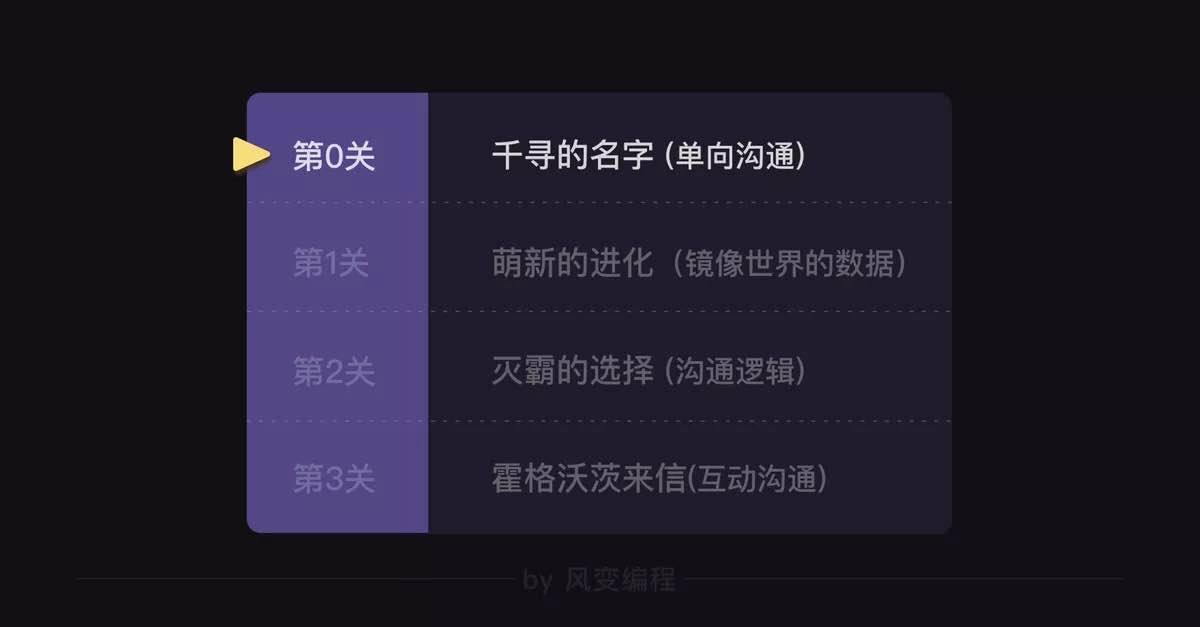 第0关 千寻的名字 (单向沟通)
第1关 萌新的进化（镜像世界的数据）
第2关 灭霸的选择 (沟通逻辑)
第3关 霍格沃茨来信(互动沟通)
by 风变编程